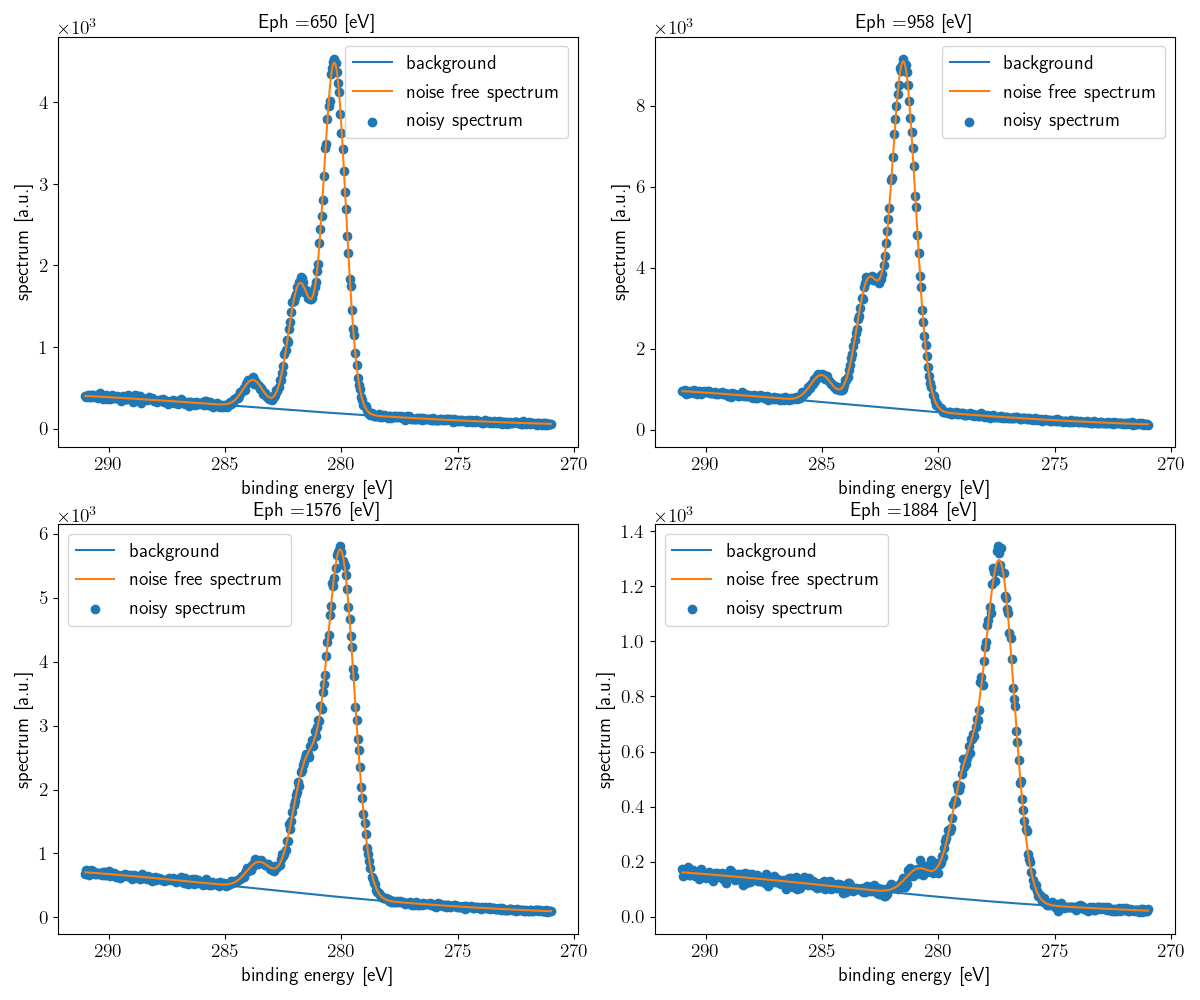 ×10³
Eph =650 [eV]
background
noise free spectrum
noisy spectrum
spectrum [a.u.]
4
3
2
1
0
290
285
280
275
270
binding energy [eV]
×10³
Eph =958 [eV]
background
noise free spectrum
noisy spectrum
spectrum [a.u.]
8
6
4
2
0
290
285
280
275
270
binding energy [eV]
×10³
Eph =1576 [eV]
background
noise free spectrum
noisy spectrum
spectrum [a.u.]
6
5
4
3
2
1
0
290
285
280
275
270
binding energy [eV]
×10³
Eph =1884 [eV]
background
noise free spectrum
noisy spectrum
spectrum [a.u.]
1.4
1.2
1.0
0.8
0.6
0.4
0.2
0.0
290
285
280
275
270
binding energy [eV]